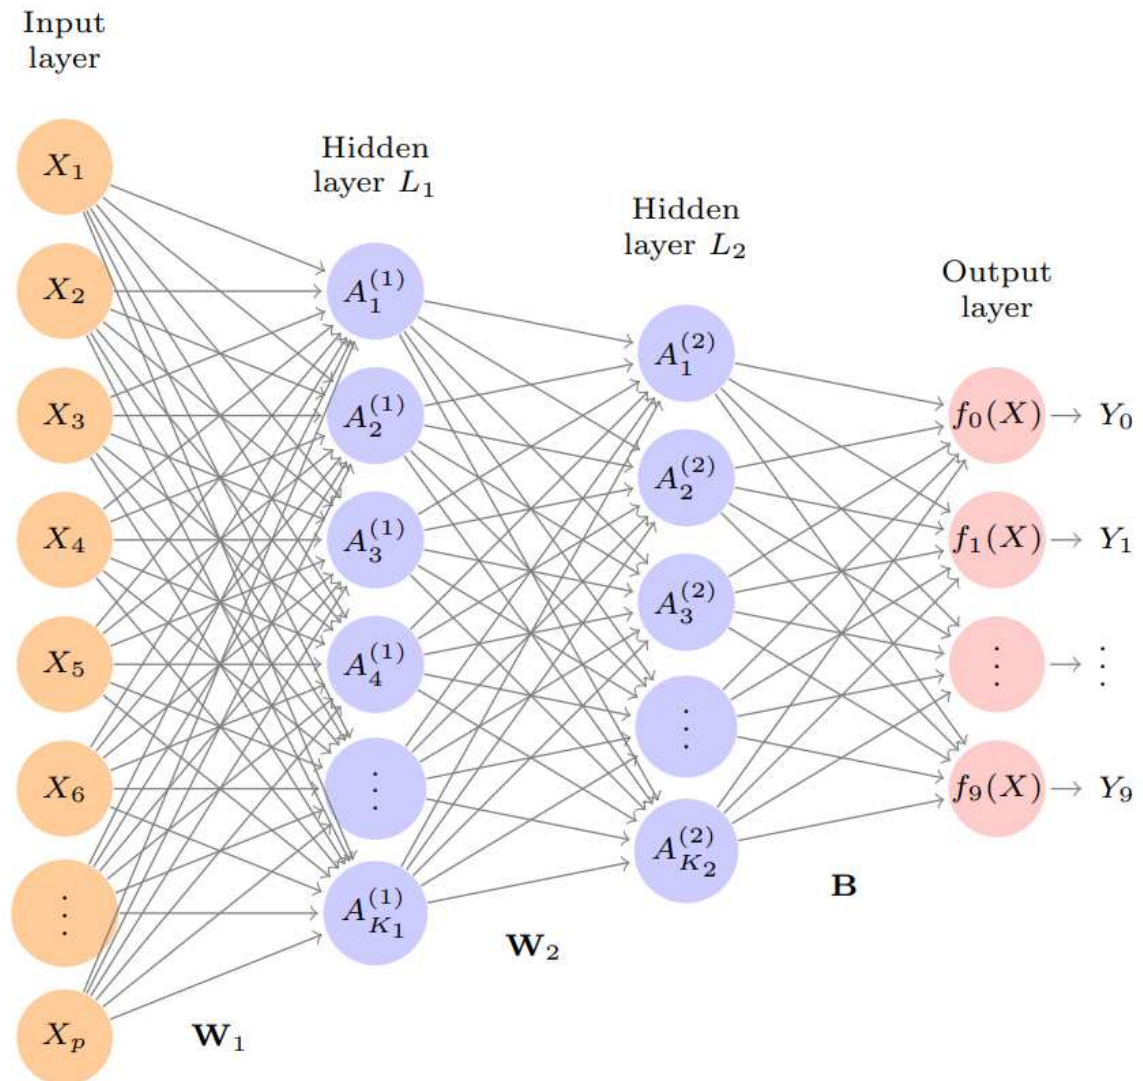 Input
layer
X₁
X₂
X₃
X₄
X₅
X₆
⋮
Xₚ
W₁
Hidden
layer L₁
A₁⁽¹⁾
A₂⁽¹⁾
A₃⁽¹⁾
A₄⁽¹⁾
⋮
A_{K₁}⁽¹⁾
W₂
Hidden
layer L₂
A₁⁽²⁾
A₂⁽²⁾
A₃⁽²⁾
⋮
A_{K₂}⁽²⁾
B
Output
layer
f₀(X) → Y₀
f₁(X) → Y₁
⋮ → ⋮
f₉(X) → Y₉